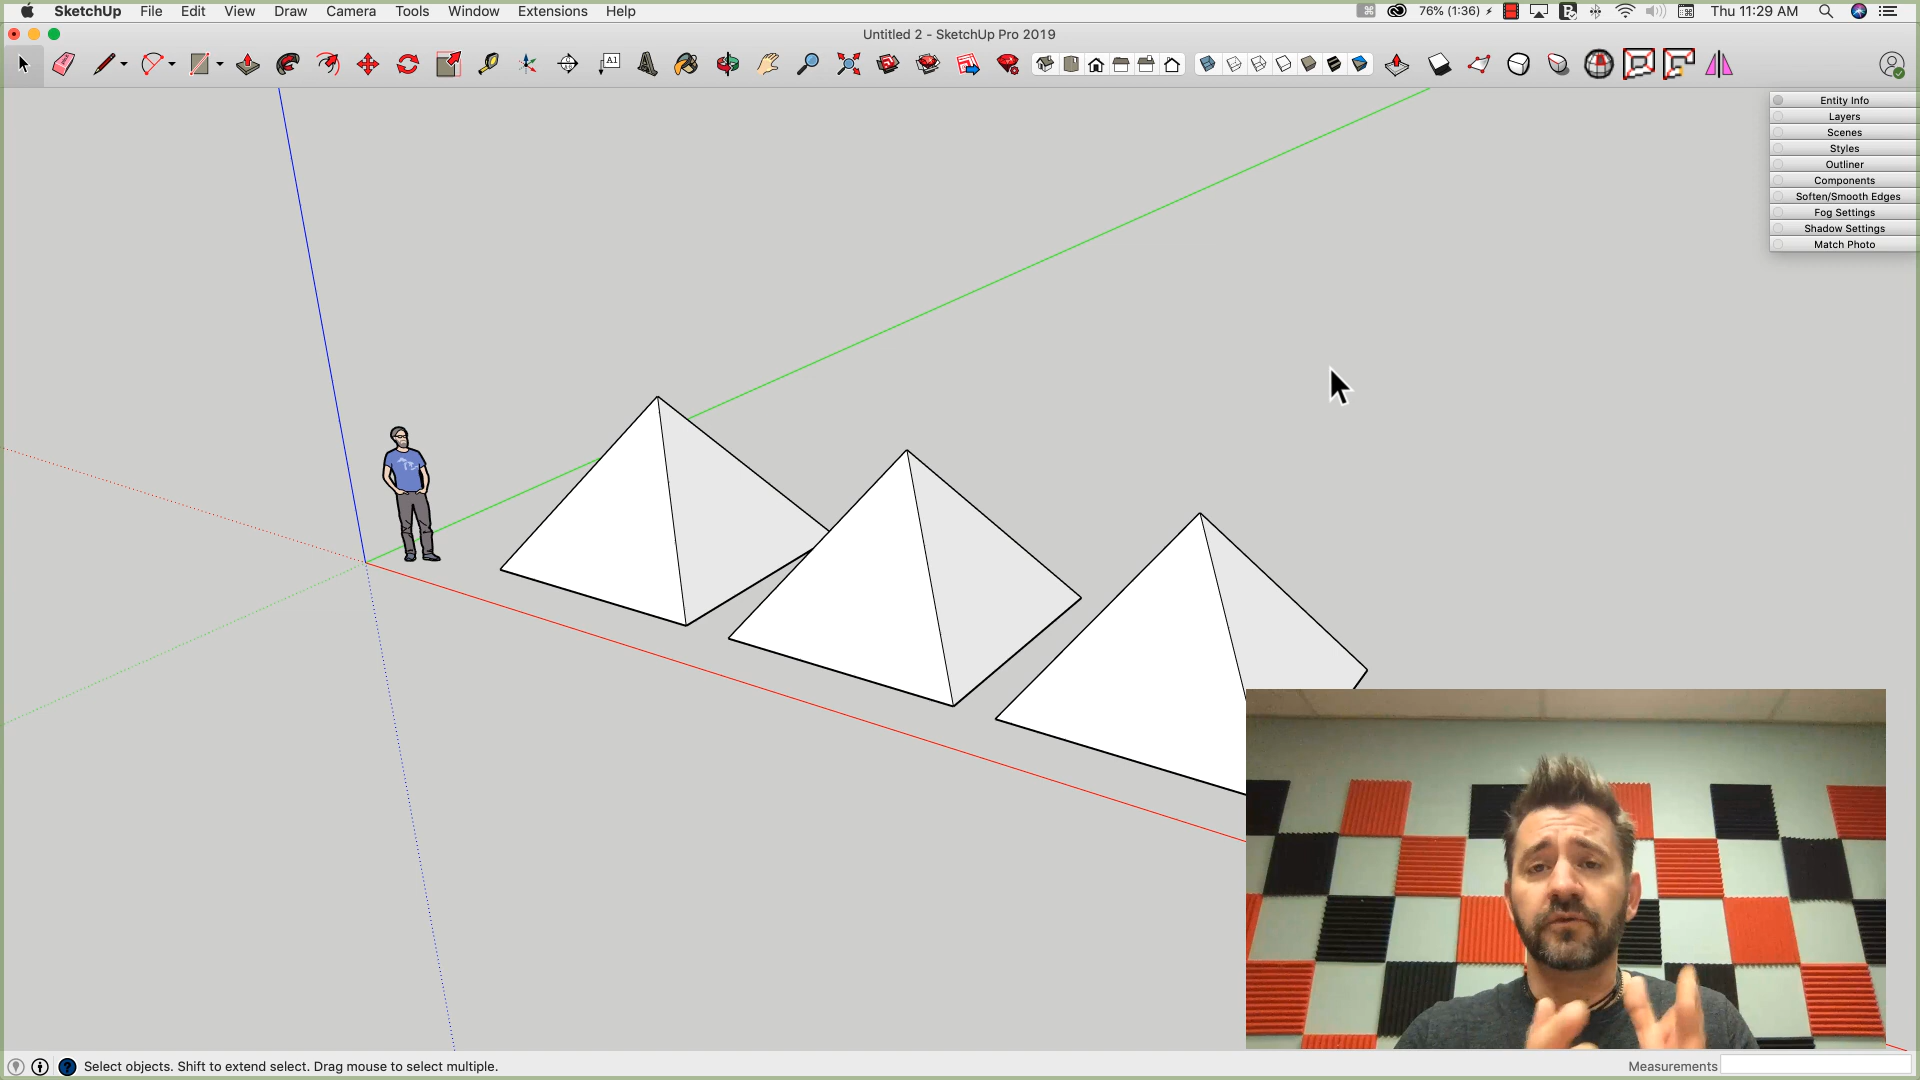 SketchUp File Edit View Draw Camera Tools Window Extensions Help 76% (1:36) Thu 11:29 AM
Untitled 2 - SketchUp Pro 2019
A1
Entity Info
Layers
Scenes
Styles
Outliner
Components
Soften/Smooth Edges
Fog Settings
Shadow Settings
Match Photo
Select objects. Shift to extend select. Drag mouse to select multiple.
Measurements